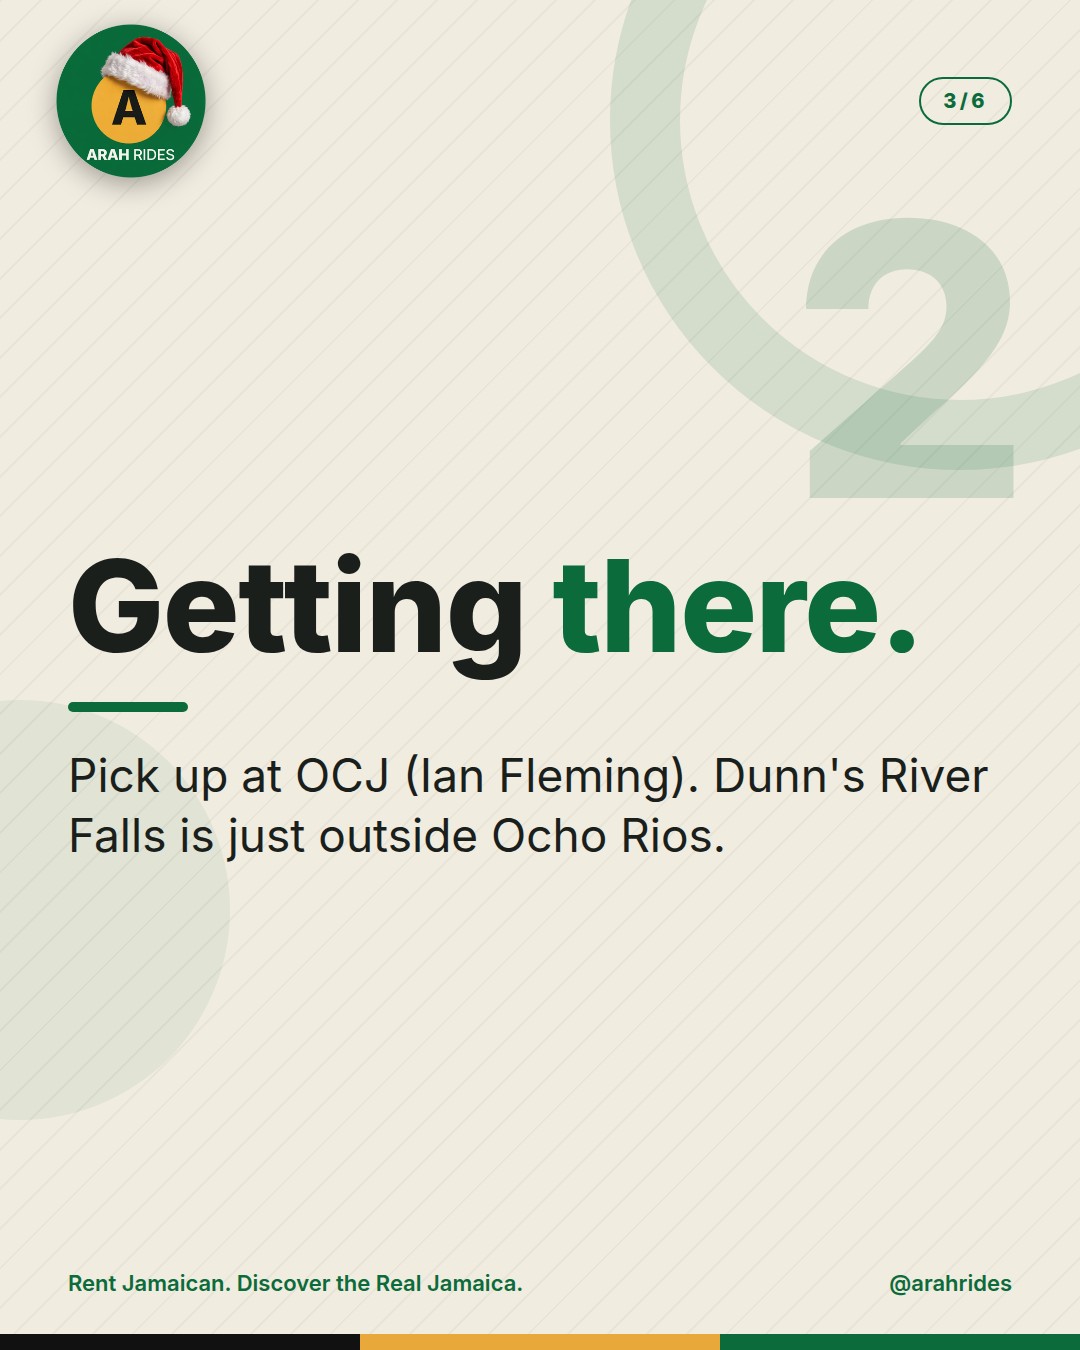 A
ARAH RIDES
3/6
2
Getting there.
Pick up at OCJ (Ian Fleming). Dunn's River
Falls is just outside Ocho Rios.
Rent Jamaican. Discover the Real Jamaica.
@arahrides